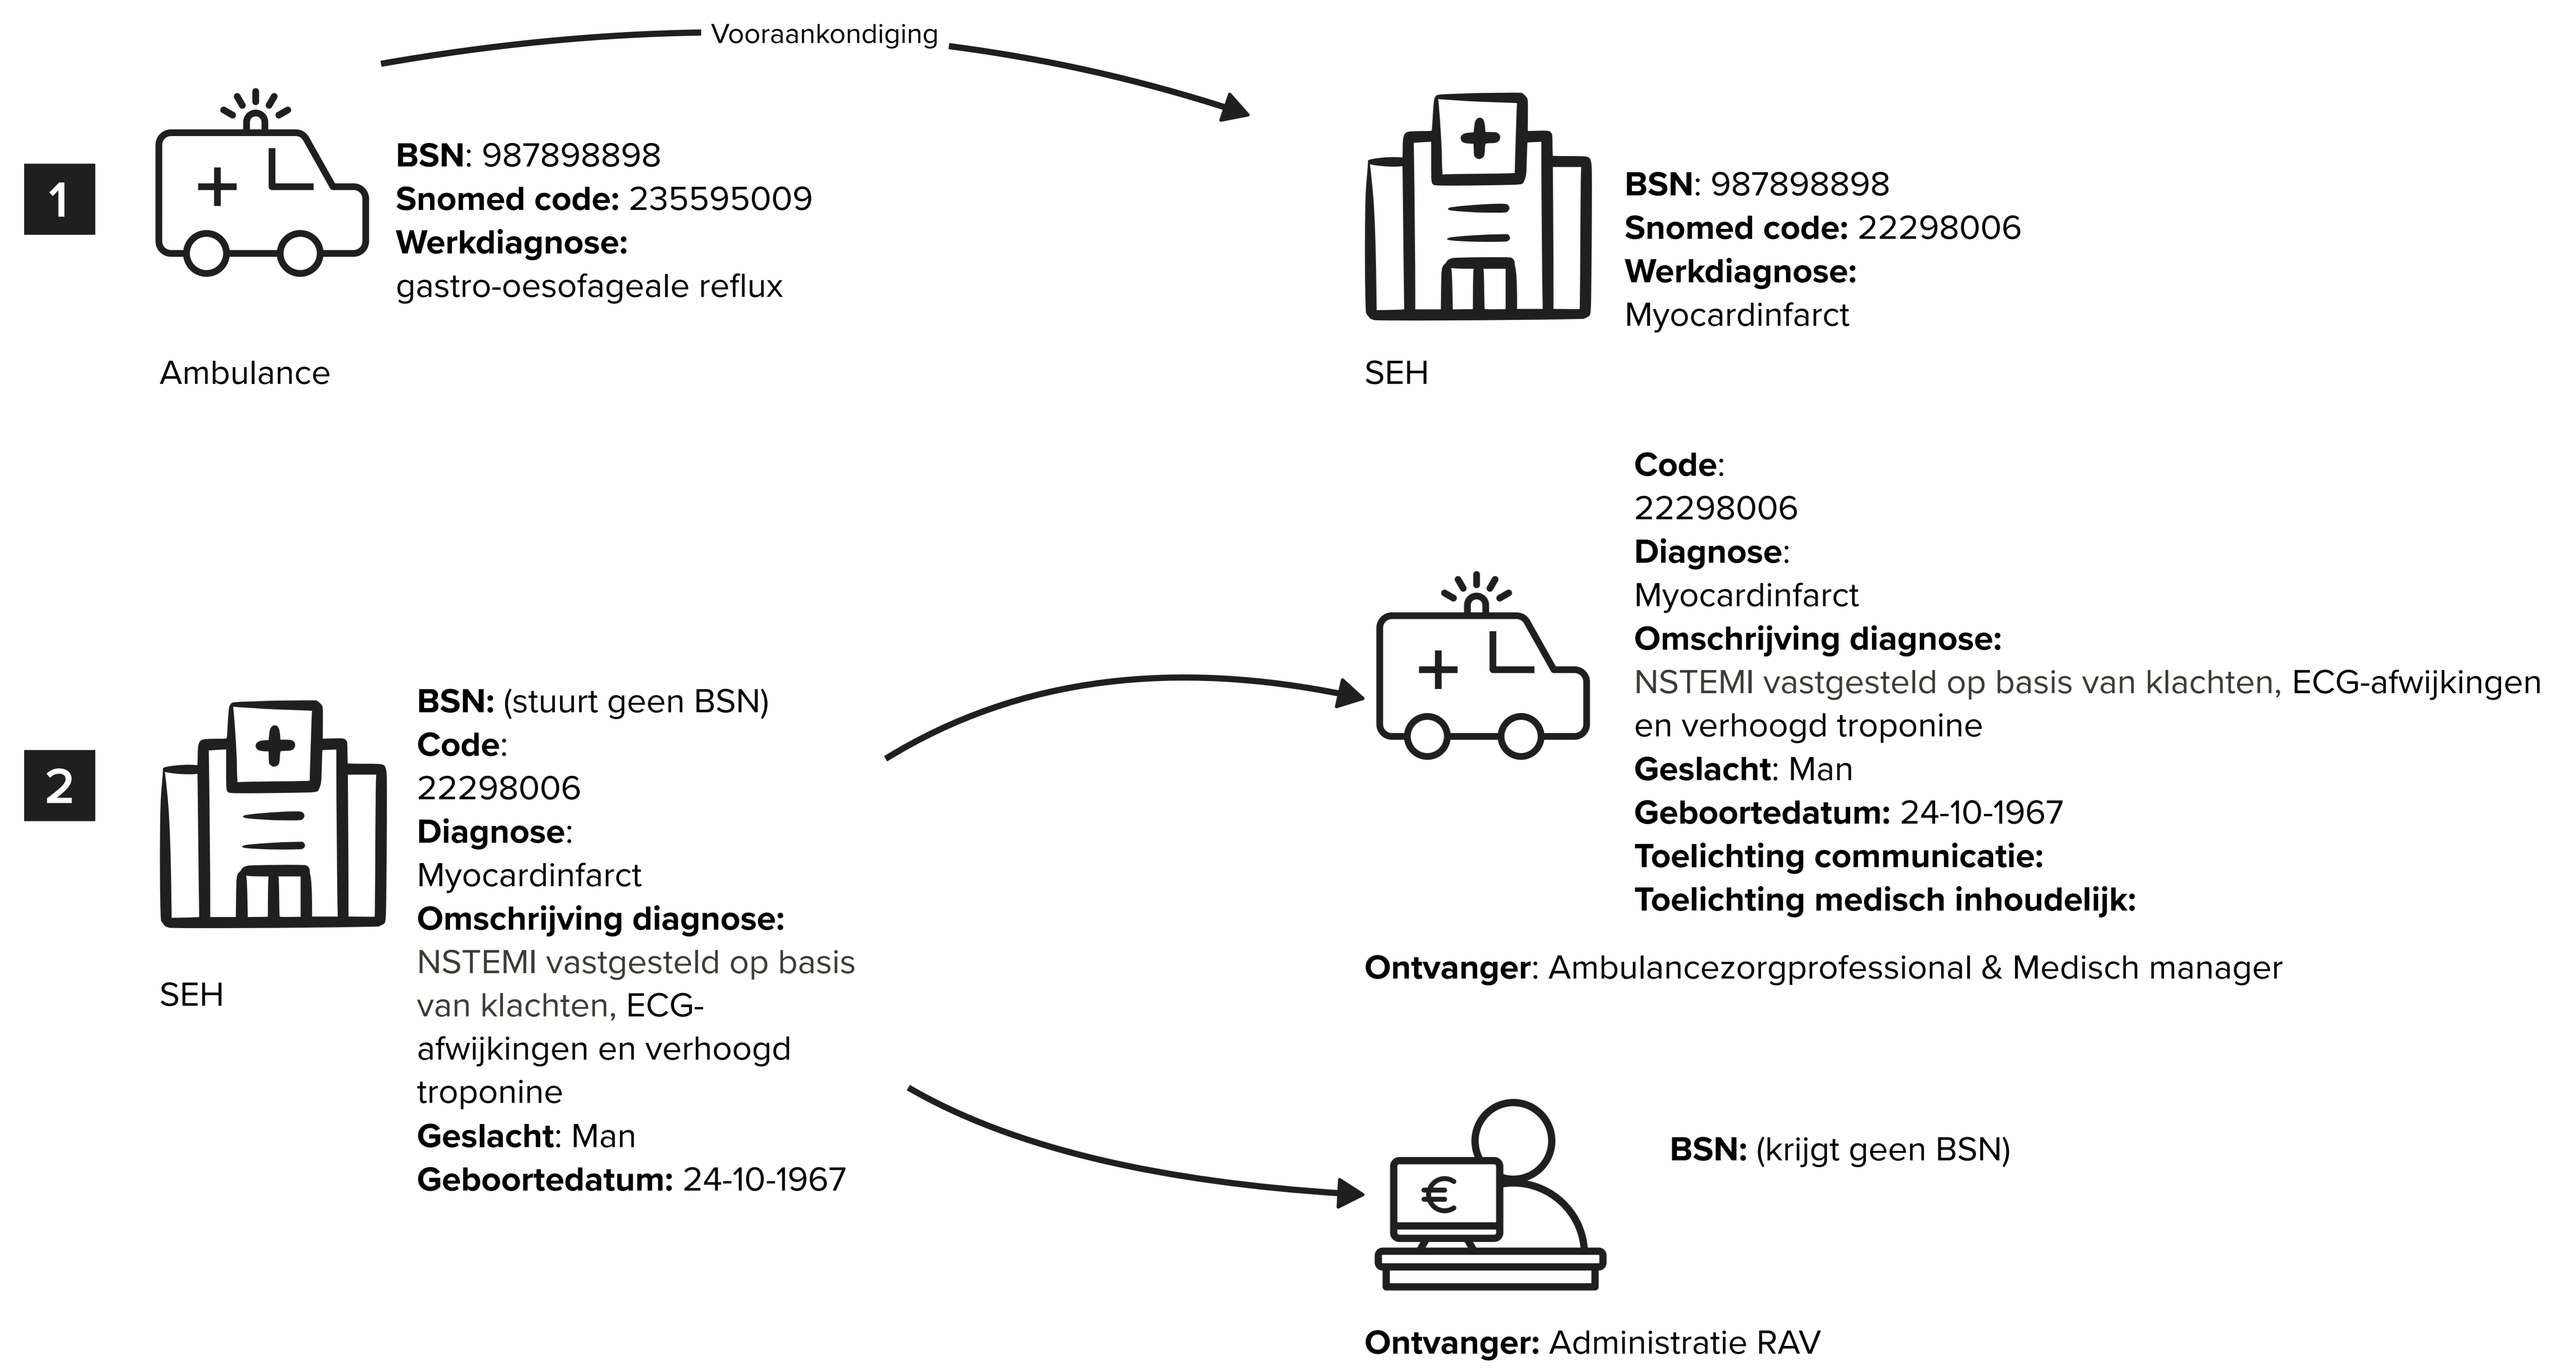 Vooraankondiging
1
BSN: 987898898
Snomed code: 235595009
Werkdiagnose:
gastro-oesofageale reflux
Ambulance
BSN: 987898898
Snomed code: 22298006
Werkdiagnose:
Myocardinfarct
SEH
2
BSN: (stuurt geen BSN)
Code:
22298006
Diagnose:
Myocardinfarct
Omschrijving diagnose:
NSTEMI vastgesteld op basis
van klachten, ECG-
afwijkingen en verhoogd
troponine
Geslacht: Man
Geboortedatum: 24-10-1967
SEH
Code:
22298006
Diagnose:
Myocardinfarct
Omschrijving diagnose:
NSTEMI vastgesteld op basis van klachten, ECG-afwijkingen
en verhoogd troponine
Geslacht: Man
Geboortedatum: 24-10-1967
Toelichting communicatie:
Toelichting medisch inhoudelijk:
Ontvanger: Ambulancezorgprofessional & Medisch manager
€
BSN: (krijgt geen BSN)
Ontvanger: Administratie RAV